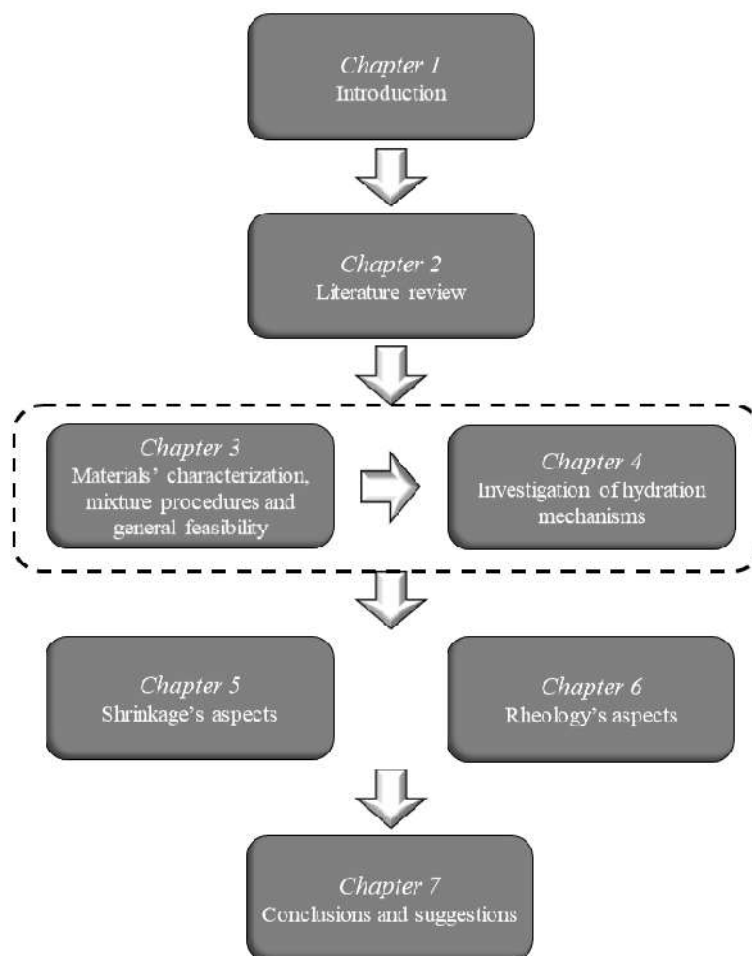 Chapter 1
Introduction
Chapter 2
Literature review
Chapter 3
Materials' characterization,
mixture procedures and
general feasibility
Chapter 4
Investigation of hydration
mechanisms
Chapter 5
Shrinkage's aspects
Chapter 6
Rheology's aspects
Chapter 7
Conclusions and suggestions